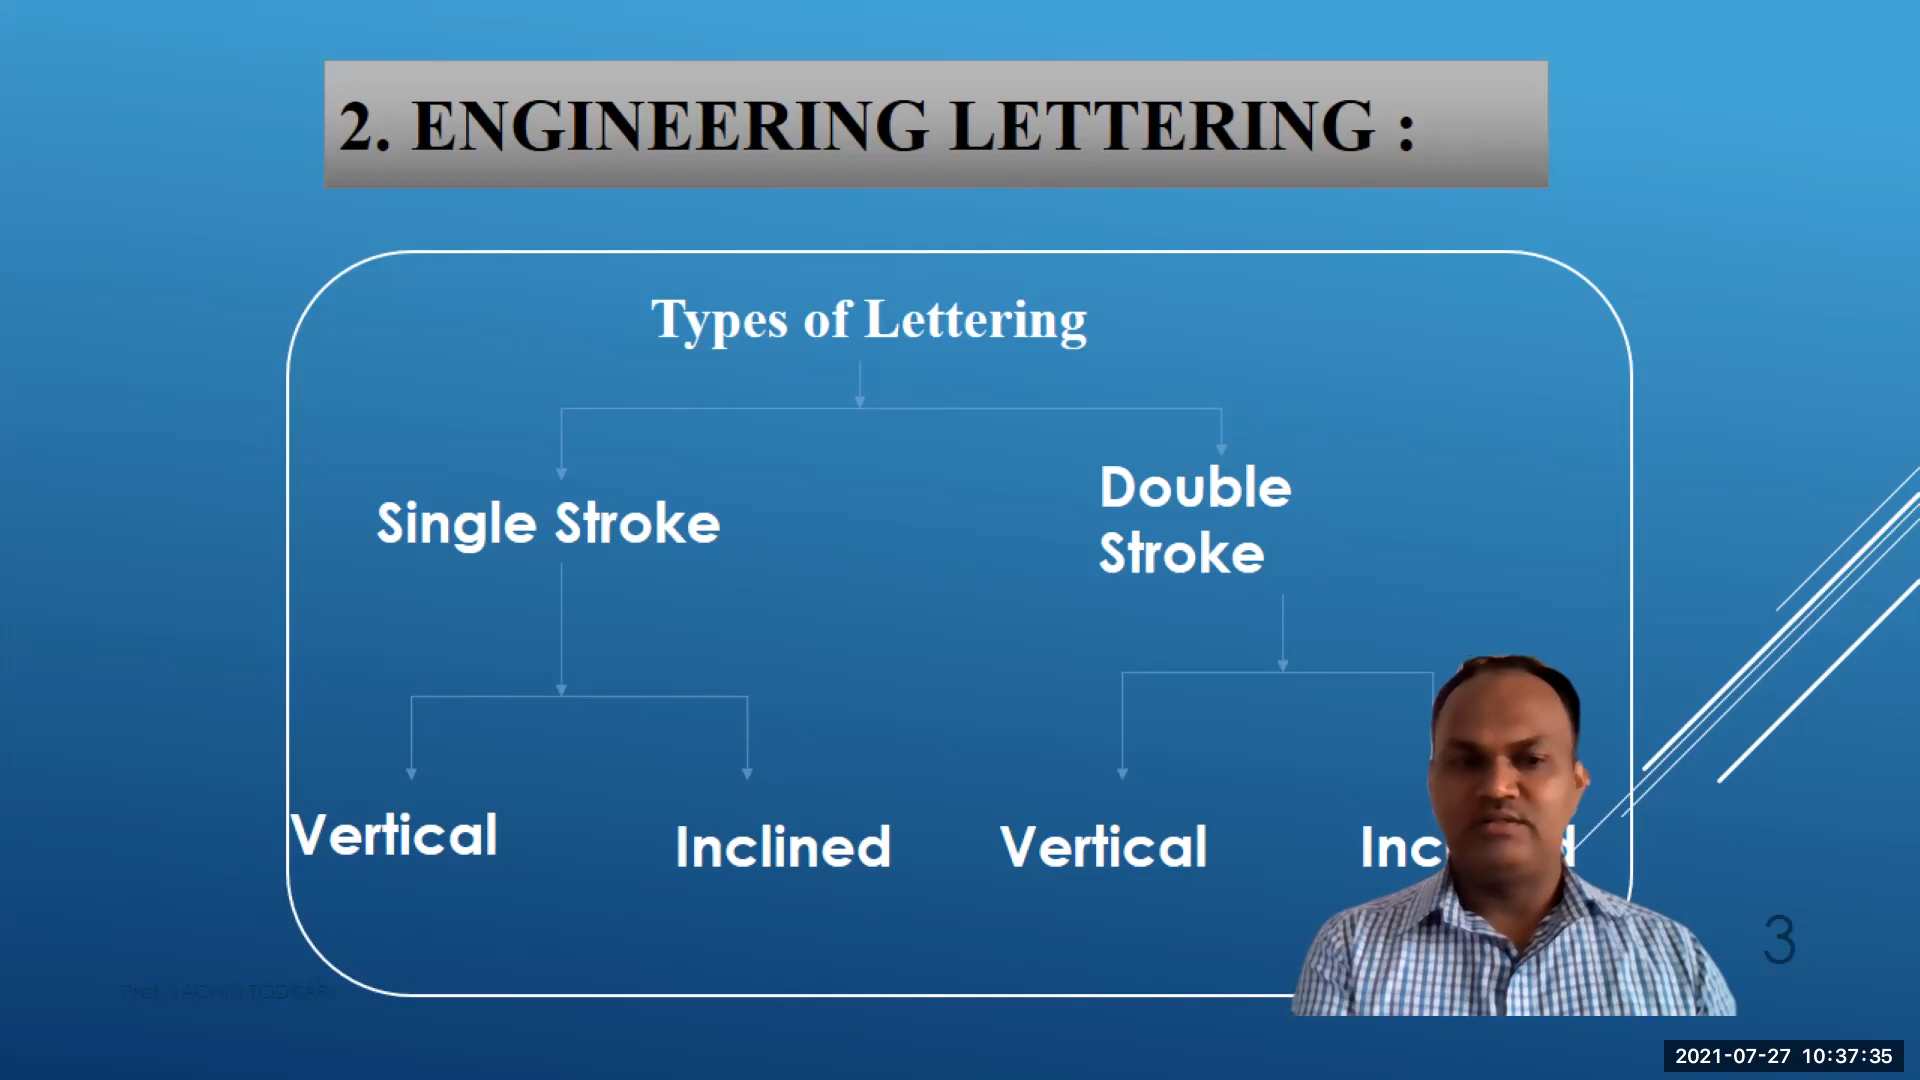 2. ENGINEERING LETTERING :
Types of Lettering
Single Stroke
Double
Stroke
Vertical
Inclined
Vertical
3
TODKAR
2021-07-27 10:37:35